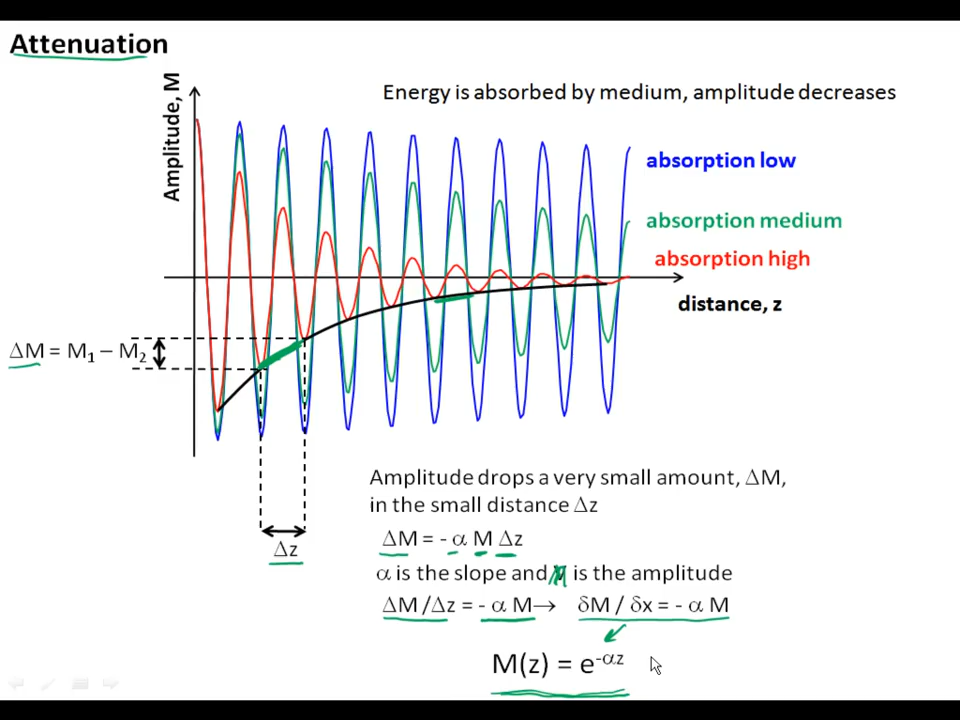 Attenuation
Amplitude, M
Energy is absorbed by medium, amplitude decreases
absorption low
absorption medium
absorption high
distance, z
ΔM = M₁ – M₂
Δz
Amplitude drops a very small amount, ΔM,
in the small distance Δz
ΔM = - α M Δz
α is the slope and M is the amplitude
ΔM /Δz = - α M→ δM / δx = - α M
M(z) = e^-αz